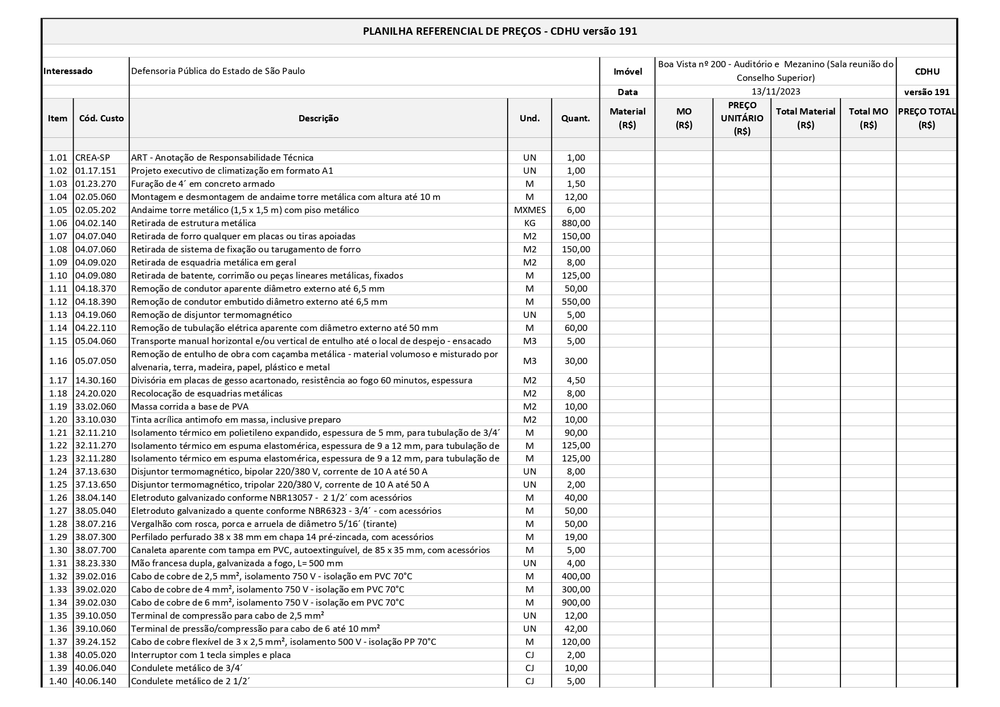 PLANILHA REFERENCIAL DE PREÇOS - CDHU versão 191
Interessado Defensoria Pública do Estado de São Paulo Imóvel Boa Vista nº 200 - Auditório e Mezanino (Sala reunião do Conselho Superior) CDHU
Data 13/11/2023 versão 191
Item Cód. Custo Descrição Und. Quant. Material (R$) MO (R$) PREÇO UNITÁRIO (R$) Total Material (R$) Total MO (R$) PREÇO TOTAL (R$)
1.01 CREA-SP ART - Anotação de Responsabilidade Técnica UN 1,00
1.02 01.17.151 Projeto executivo de climatização em formato A1 UN 1,00
1.03 01.23.270 Furação de 4´ em concreto armado M 1,50
1.04 02.05.060 Montagem e desmontagem de andaime torre metálica com altura até 10 m M 12,00
1.05 02.05.202 Andaime torre metálico (1,5 x 1,5 m) com piso metálico MXMES 6,00
1.06 04.02.140 Retirada de estrutura metálica KG 880,00
1.07 04.07.040 Retirada de forro qualquer em placas ou tiras apoiadas M2 150,00
1.08 04.07.060 Retirada de sistema de fixação ou tarugamento de forro M2 150,00
1.09 04.09.020 Retirada de esquadria metálica em geral M2 8,00
1.10 04.09.080 Retirada de batente, corrimão ou peças lineares metálicas, fixados M 125,00
1.11 04.18.370 Remoção de condutor aparente diâmetro externo até 6,5 mm M 50,00
1.12 04.18.390 Remoção de condutor embutido diâmetro externo até 6,5 mm M 550,00
1.13 04.19.060 Remoção de disjuntor termomagnético UN 5,00
1.14 04.22.110 Remoção de tubulação elétrica aparente com diâmetro externo até 50 mm M 60,00
1.15 05.04.060 Transporte manual horizontal e/ou vertical de entulho até o local de despejo - ensacado M3 5,00
1.16 05.07.050 Remoção de entulho de obra com caçamba metálica - material volumoso e misturado por alvenaria, terra, madeira, papel, plástico e metal M3 30,00
1.17 14.30.160 Divisória em placas de gesso acartonado, resistência ao fogo 60 minutos, espessura M2 4,50
1.18 24.20.020 Recolocação de esquadrias metálicas M2 8,00
1.19 33.02.060 Massa corrida a base de PVA M2 10,00
1.20 33.10.030 Tinta acrílica antimofo em massa, inclusive preparo M2 10,00
1.21 32.11.210 Isolamento térmico em polietileno expandido, espessura de 5 mm, para tubulação de 3/4´ M 90,00
1.22 32.11.270 Isolamento térmico em espuma elastomérica, espessura de 9 a 12 mm, para tubulação de M 125,00
1.23 32.11.280 Isolamento térmico em espuma elastomérica, espessura de 9 a 12 mm, para tubulação de M 125,00
1.24 37.13.630 Disjuntor termomagnético, bipolar 220/380 V, corrente de 10 A até 50 A UN 8,00
1.25 37.13.650 Disjuntor termomagnético, tripolar 220/380 V, corrente de 10 A até 50 A UN 2,00
1.26 38.04.140 Eletroduto galvanizado conforme NBR13057 - 2 1/2´ com acessórios M 40,00
1.27 38.05.040 Eletroduto galvanizado a quente conforme NBR6323 - 3/4´ - com acessórios M 50,00
1.28 38.07.216 Vergalhão com rosca, porca e arruela de diâmetro 5/16´ (tirante) M 50,00
1.29 38.07.300 Perfilado perfurado 38 x 38 mm em chapa 14 pré-zincada, com acessórios M 19,00
1.30 38.07.700 Canaleta aparente com tampa em PVC, autoextinguível, de 85 x 35 mm, com acessórios M 5,00
1.31 38.23.330 Mão francesa dupla, galvanizada a fogo, L= 500 mm UN 4,00
1.32 39.02.016 Cabo de cobre de 2,5 mm², isolamento 750 V - isolação em PVC 70°C M 400,00
1.33 39.02.020 Cabo de cobre de 4 mm², isolamento 750 V - isolação em PVC 70°C M 300,00
1.34 39.02.030 Cabo de cobre de 6 mm², isolamento 750 V - isolação em PVC 70°C M 900,00
1.35 39.10.050 Terminal de compressão para cabo de 2,5 mm² UN 12,00
1.36 39.10.060 Terminal de pressão/compressão para cabo de 6 até 10 mm² UN 42,00
1.37 39.24.152 Cabo de cobre flexível de 3 x 2,5 mm², isolamento 500 V - isolação PP 70°C M 120,00
1.38 40.05.020 Interruptor com 1 tecla simples e placa CJ 2,00
1.39 40.06.040 Condulete metálico de 3/4´ CJ 10,00
1.40 40.06.140 Condulete metálico de 2 1/2´ CJ 5,00